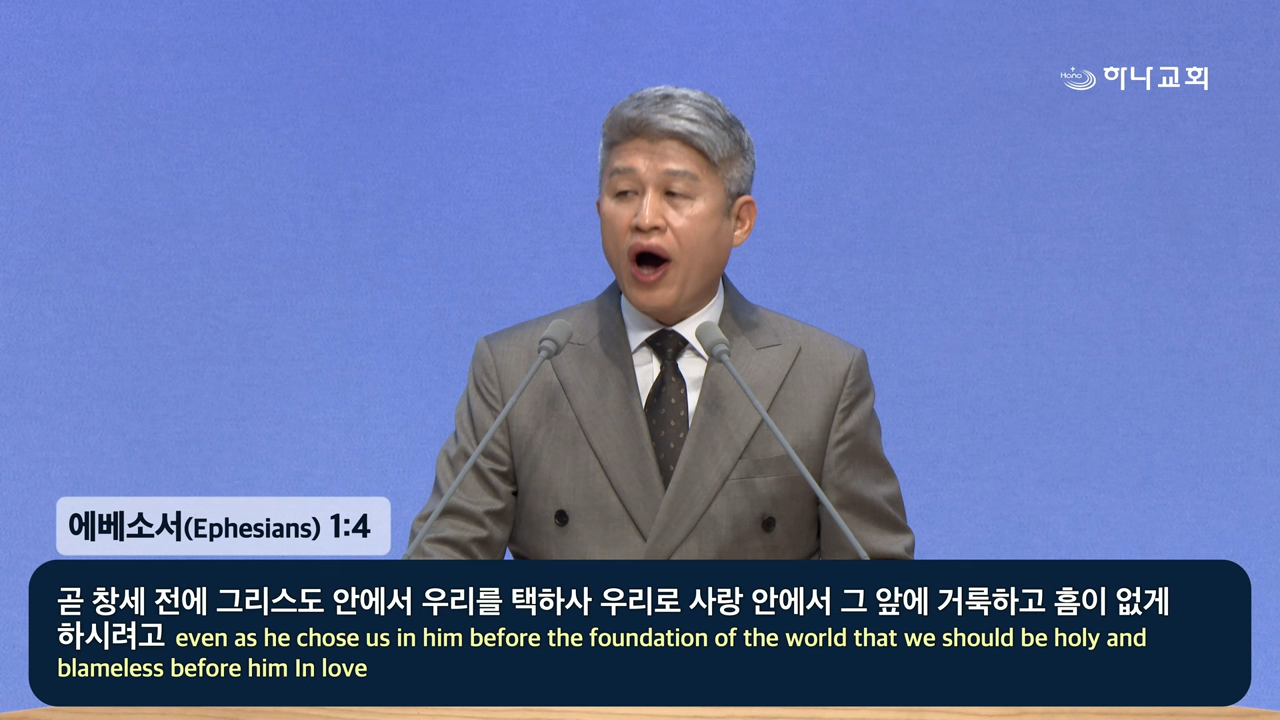 Hana 하나교회
에베소서(Ephesians) 1:4
곧 창세 전에 그리스도 안에서 우리를 택하사 우리로 사랑 안에서 그 앞에 거룩하고 흠이 없게
하시려고 even as he chose us in him before the foundation of the world that we should be holy and
blameless before him In love